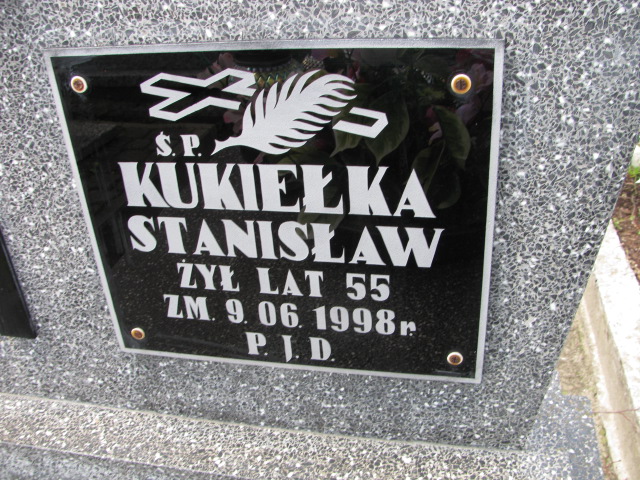 Ś. P.
KUKIEŁKA
STANISŁAW
ŻYŁ LAT 55
ZM. 9.06.1998r.
P. J. D.